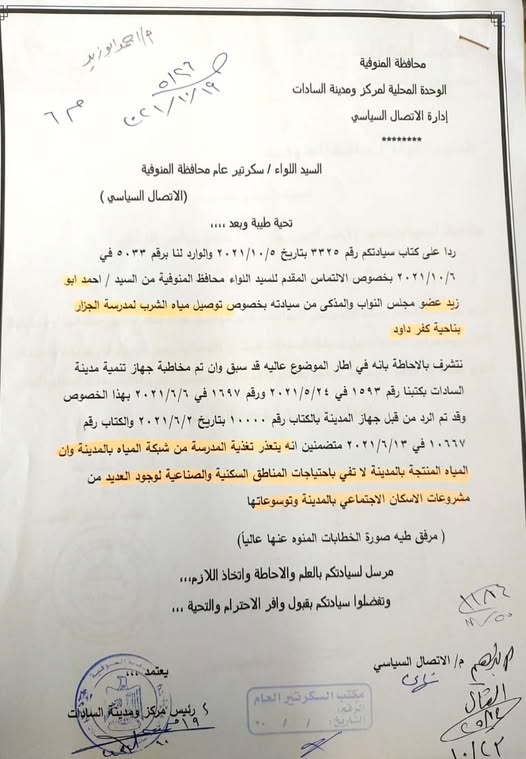 م/ احمد ابو زيد
٥١٢٦
٢٠٢١/١٠/١٩
م ٦
محافظة المنوفية
الوحدة المحلية لمركز ومدينة السادات
إدارة الاتصال السياسي
********
السيد اللواء / سكرتير عام محافظة المنوفية
(الاتصال السياسي )
تحية طيبة وبعد ,,,,
ردا على كتاب سيادتكم رقم ٣٣٢٥ بتاريخ ٢٠٢١/١٠/٥ والوارد لنا برقم ٥٠٣٣ في
٢٠٢١/١٠/٦ بخصوص الالتماس المقدم للسيد اللواء محافظ المنوفية من السيد / احمد ابو
زيد عضو مجلس النواب والمذكى من سيادته بخصوص توصيل مياه الشرب لمدرسة الجزار
بناحية كفر داود
نتشرف بالاحاطة بانه في اطار الموضوع عاليه قد سبق وان تم مخاطبة جهاز تنمية مدينة
السادات بكتبنا رقم ١٥٩٣ في ٢٠٢١/٥/٢٤ ورقم ١٦٩٧ في ٢٠٢١/٦/٦ بهذا الخصوص
وقد تم الرد من قبل جهاز المدينة بالكتاب رقم ١٠٠٠٠ بتاريخ ٢٠٢١/٦/٢ والكتاب رقم
١٠٦٦٧ في ٢٠٢١/٦/١٣ متضمنين انه يتعذر تغذية المدرسة من شبكة المياه بالمدينة وان
المياه المنتجة بالمدينة لا تفي باحتياجات المناطق السكنية والصناعية لوجود العديد من
مشروعات الاسكان الاجتماعي بالمدينة وتوسوعاتها
( مرفق طيه صورة الخطابات المنوه عنها عالياً)
مرسل لسيادتكم بالعلم والاحاطة واتخاذ اللازم,,,
وتفضلوا سيادتكم بقبول وافر الاحترام والتحية ,,,
م/ الاتصال السياسي
يعتمد ,,,
رئيس مركز ومدينة السادات
مكتب السكرتير العام
الرقم:
التاريخ: / / ٢٠
١٠/٢٣